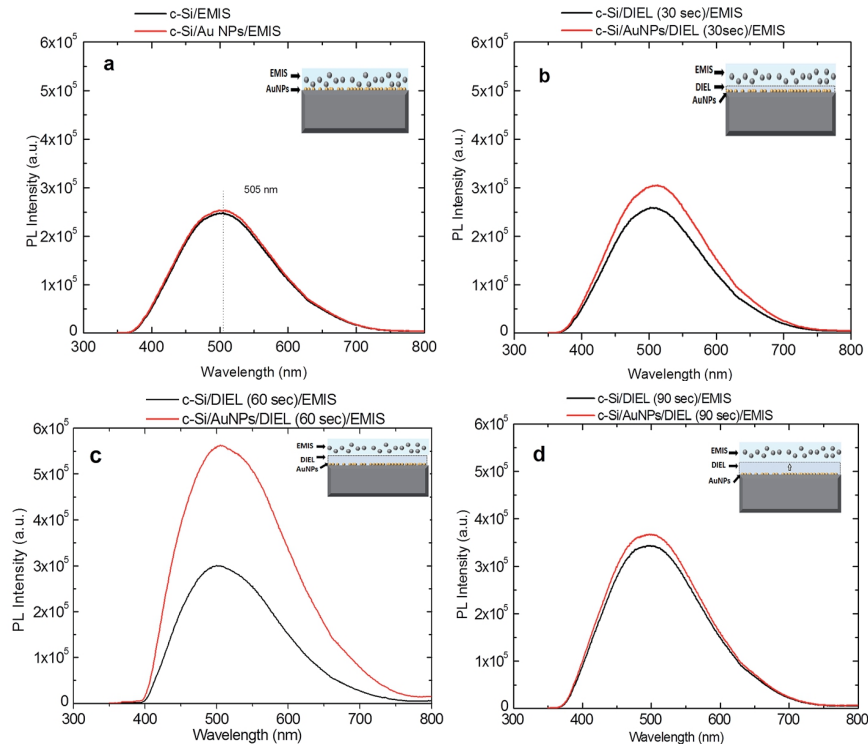 c-Si/EMIS
c-Si/Au NPs/EMIS
a
EMIS
AuNPs
505 nm
6x10⁵
5x10⁵
4x10⁵
3x10⁵
2x10⁵
1x10⁵
0
PL Intensity (a.u.)
300 400 500 600 700 800
Wavelength (nm)
c-Si/DIEL (30 sec)/EMIS
c-Si/AuNPs/DIEL (30sec)/EMIS
b
EMIS
DIEL
AuNPs
6x10⁵
5x10⁵
4x10⁵
3x10⁵
2x10⁵
1x10⁵
0
PL Intensity (a.u.)
300 400 500 600 700 800
Wavelength (nm)
c-Si/DIEL (60 sec)/EMIS
c-Si/AuNPs/DIEL (60 sec)/EMIS
c
EMIS
DIEL
AuNPs
6x10⁵
5x10⁵
4x10⁵
3x10⁵
2x10⁵
1x10⁵
0
PL Intensity (a.u.)
300 400 500 600 700 800
Wavelength (nm)
c-Si/DIEL (90 sec)/EMIS
c-Si/AuNPs/DIEL (90 sec)/EMIS
d
EMIS
DIEL
AuNPs
6x10⁵
5x10⁵
4x10⁵
3x10⁵
2x10⁵
1x10⁵
0
PL Intensity (a.u.)
300 400 500 600 700 800
Wavelength (nm)